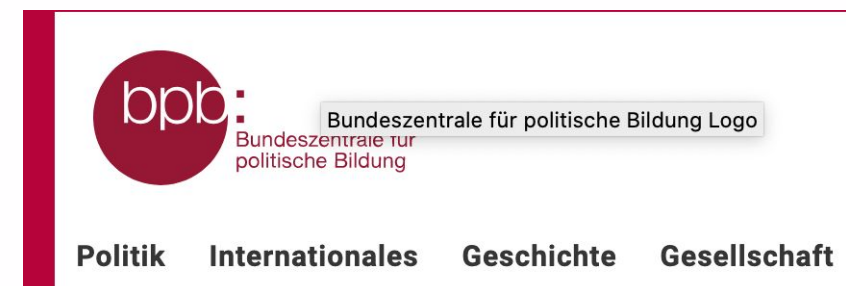 bpb:
Bundeszentrale für politische Bildung Logo
Bundeszentrale für
politische Bildung
Politik Internationales Geschichte Gesellschaft